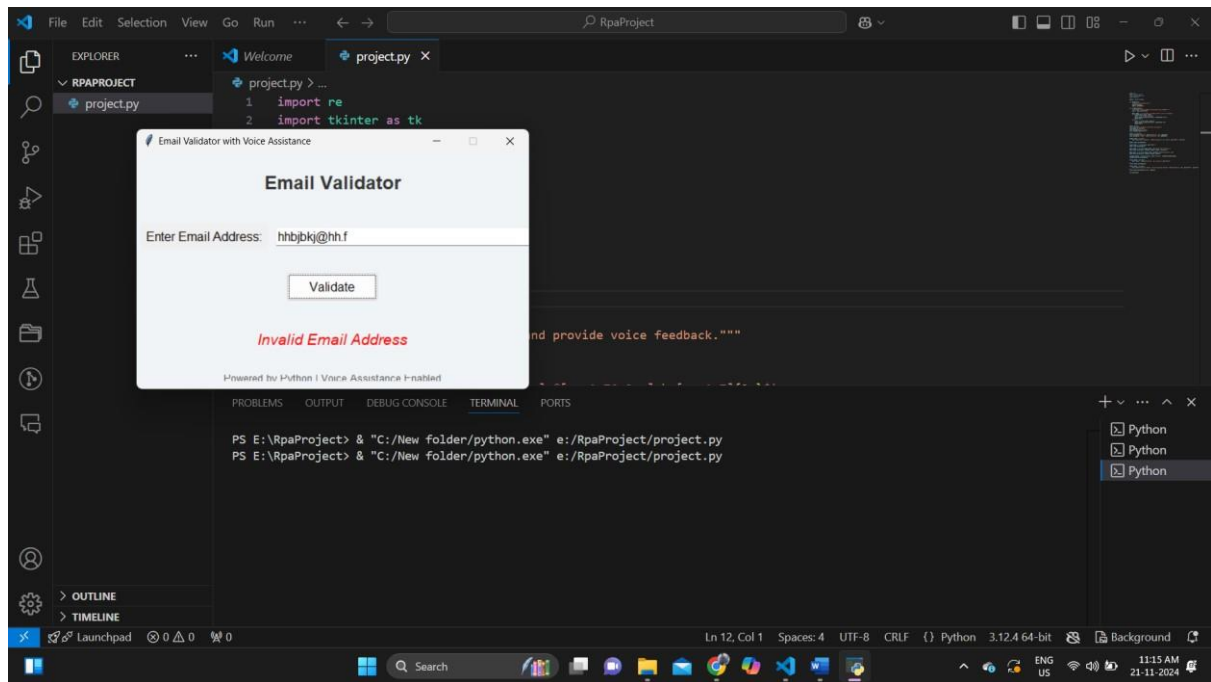 File Edit Selection View Go Run ··· RpaProject
EXPLORER ···
Welcome
project.py
RPAPROJECT
project.py
project.py > ...
1 import re
2 import tkinter as tk
Email Validator with Voice Assistance
Email Validator
Enter Email Address: hhbjbkj@hh.f
Validate
Invalid Email Address
Powered by Python | Voice Assistance Enabled
nd provide voice feedback."""
PROBLEMS OUTPUT DEBUG CONSOLE TERMINAL PORTS
PS E:\RpaProject> & "C:/New folder/python.exe" e:/RpaProject/project.py
PS E:\RpaProject> & "C:/New folder/python.exe" e:/RpaProject/project.py
Python
Python
Python
OUTLINE
TIMELINE
Launchpad 0 0 0 Ln 12, Col 1 Spaces: 4 UTF-8 CRLF {} Python 3.12.4 64-bit Background
Search
ENG
US
11:15 AM
21-11-2024